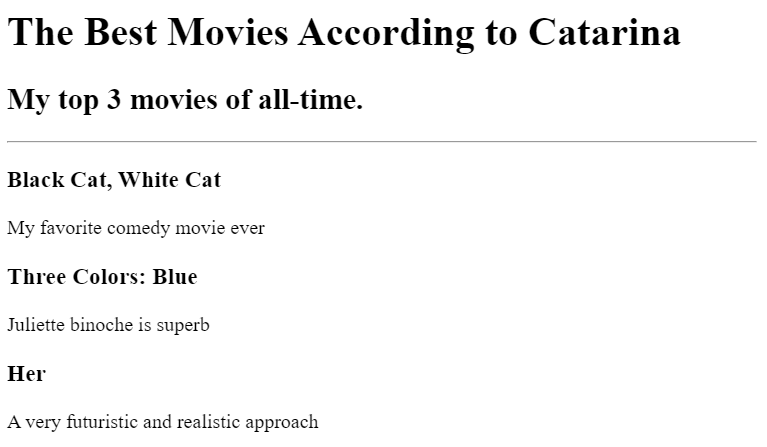 The Best Movies According to Catarina
My top 3 movies of all-time.
Black Cat, White Cat
My favorite comedy movie ever
Three Colors: Blue
Juliette binoche is superb
Her
A very futuristic and realistic approach